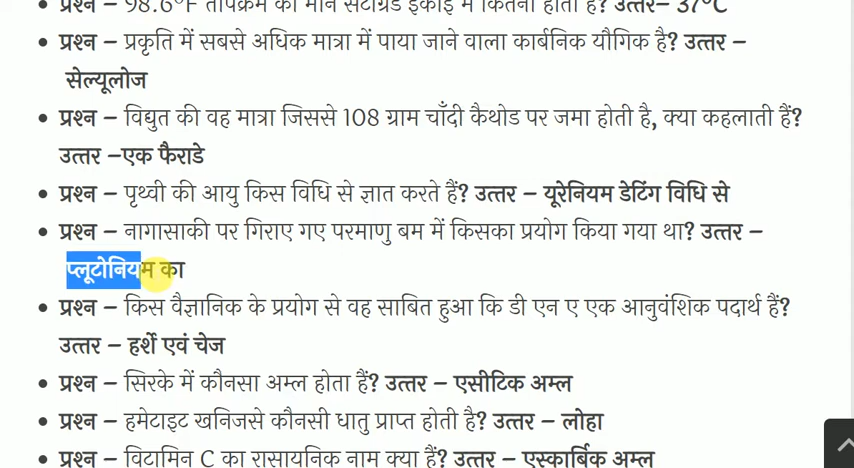 प्रश्न – 98.6°F तापक्रम का मान सेंटीग्रेड इकाई में कितना होता है? उत्तर– 37°C
प्रश्न – प्रकृति में सबसे अधिक मात्रा में पाया जाने वाला कार्बनिक यौगिक है? उत्तर –
सेल्यूलोज
प्रश्न – विद्युत की वह मात्रा जिससे 108 ग्राम चाँदी कैथोड पर जमा होती है, क्या कहलाती हैं?
उत्तर –एक फैराडे
प्रश्न – पृथ्वी की आयु किस विधि से ज्ञात करते हैं? उत्तर – यूरेनियम डेटिंग विधि से
प्रश्न – नागासाकी पर गिराए गए परमाणु बम में किसका प्रयोग किया गया था? उत्तर –
प्लूटोनियम का
प्रश्न – किस वैज्ञानिक के प्रयोग से वह साबित हुआ कि डी एन ए एक आनुवंशिक पदार्थ हैं?
उत्तर – हर्शे एवं चेज
प्रश्न – सिरके में कौनसा अम्ल होता हैं? उत्तर – एसीटिक अम्ल
प्रश्न – हमेटाइट खनिजसे कौनसी धातु प्राप्त होती है? उत्तर – लोहा
प्रश्न – विटामिन C का रासायनिक नाम क्या हैं? उत्तर – एस्कार्बिक अम्ल